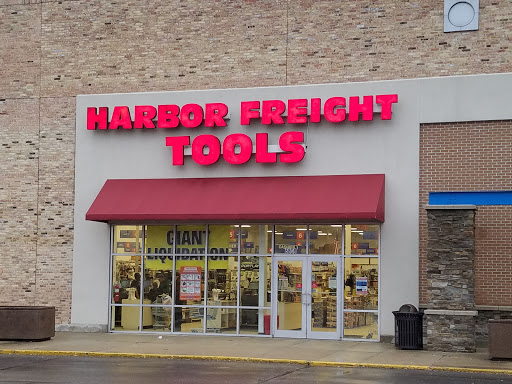 HARBOR FREIGHT
TOOLS
GIANT
LIQUIDATION